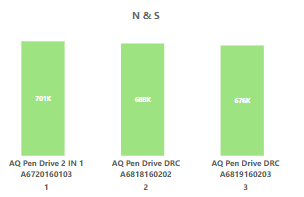 N & S
701K
688K
676K
AQ Pen Drive 2 IN 1
A6720160103
1
AQ Pen Drive DRC
A6818160202
2
AQ Pen Drive DRC
A6819160203
3